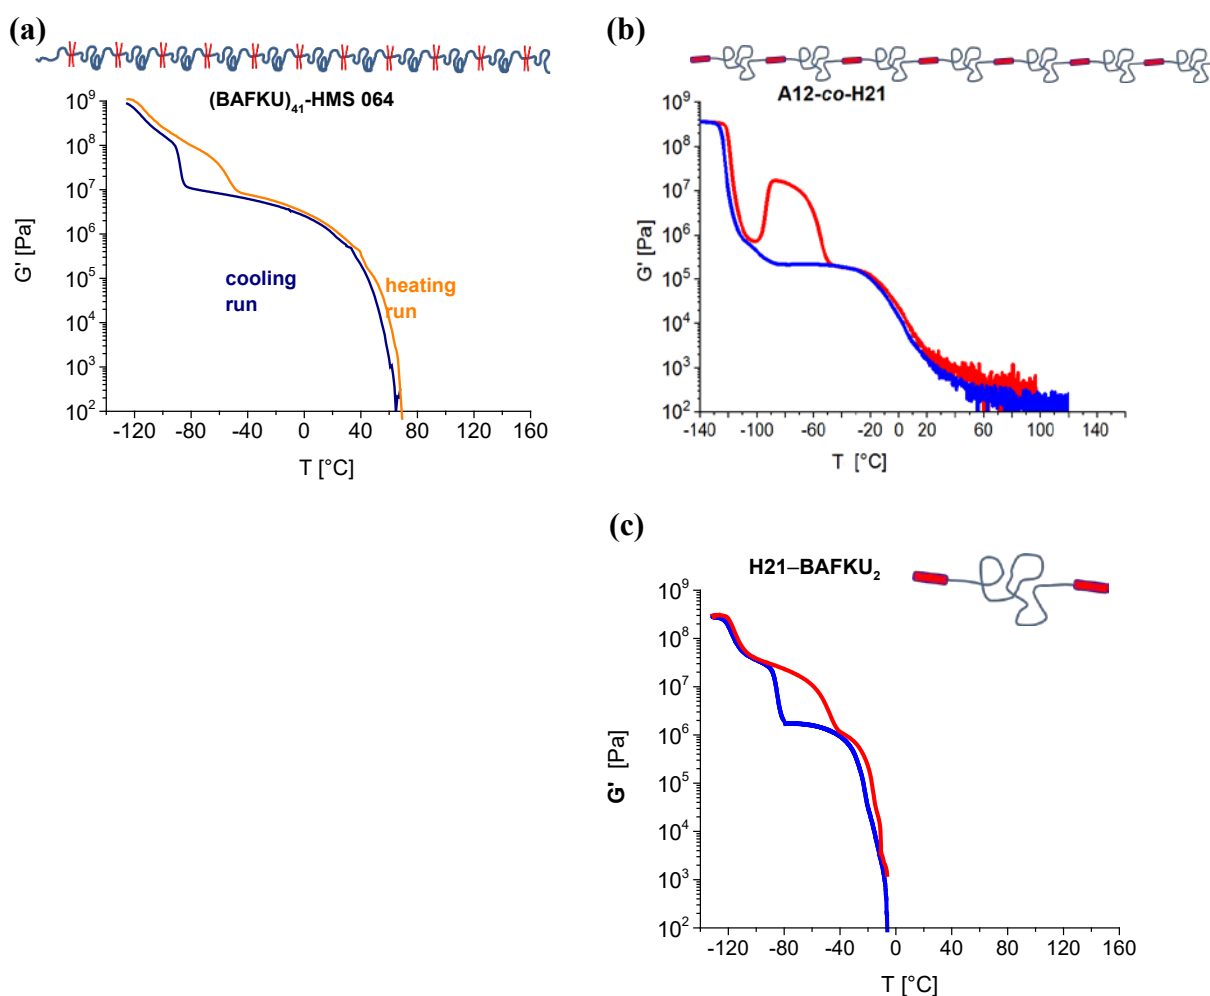 (a)
(BAFKU)41-HMS 064
10^9
10^8
10^7
10^6
10^5
10^4
10^3
10^2
G' [Pa]
cooling
run
heating
run
-120 -80 -40 0 40 80 120 160
T [°C]
(b)
A12-co-H21
10^9
10^8
10^7
10^6
10^5
10^4
10^3
10^2
G' [Pa]
-140 -100 -60 -40 0 20 60 100 140
T [°C]
(c)
H21–BAFKU2
10^9
10^8
10^7
10^6
10^5
10^4
10^3
10^2
G' [Pa]
-120 -80 -40 0 40 80 120 160
T [°C]